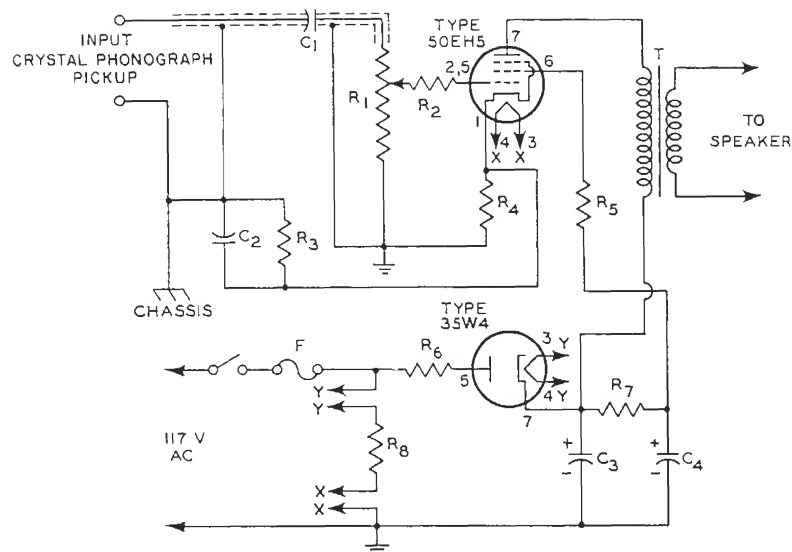 INPUT
CRYSTAL PHONOGRAPH
PICKUP
C1
R1
R2
TYPE
50EH5
7
2,5
6
1
4
3
X
X
T
TO
SPEAKER
R4
R5
C2
R3
CHASSIS
TYPE
35W4
F
R6
5
3
Y
4
Y
7
R7
Y
Y
R8
117 V
AC
X
X
+
-
C3
+
-
C4